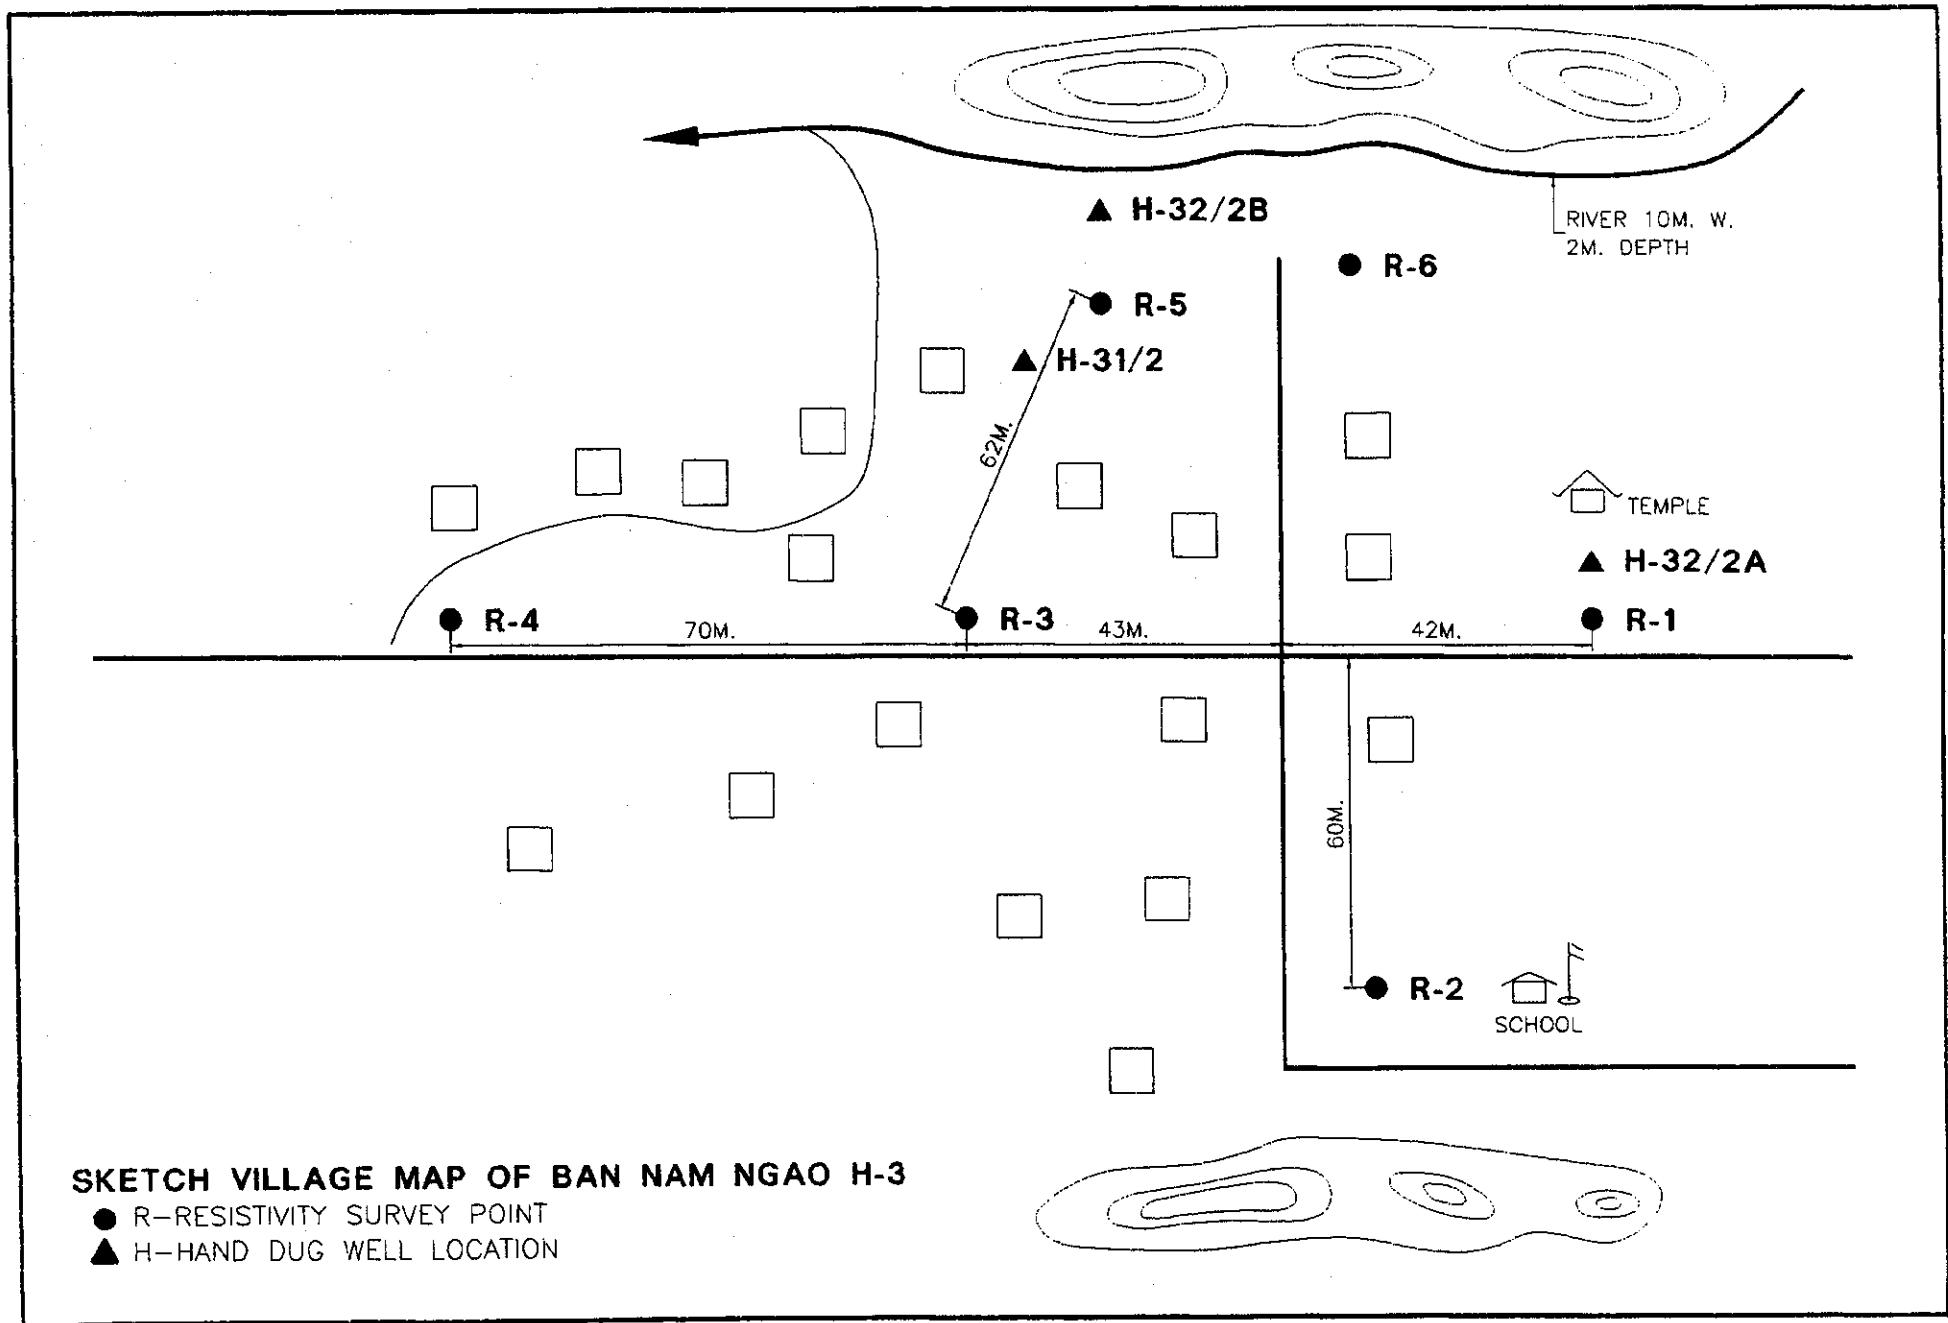 H-32/2B
RIVER 10M. W.
2M. DEPTH
R-6
R-5
H-31/2
62M.
TEMPLE
H-32/2A
R-4
R-3
R-1
70M.
43M.
42M.
60M.
R-2
SCHOOL
SKETCH VILLAGE MAP OF BAN NAM NGAO H-3
R-RESISTIVITY SURVEY POINT
H-HAND DUG WELL LOCATION